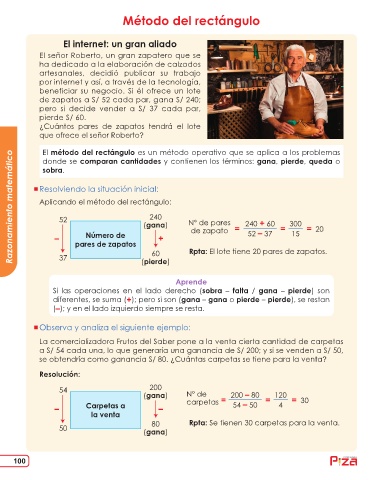 Método del rectángulo
El internet: un gran aliado
El señor Roberto, un gran zapatero que se
ha dedicado a la elaboración de calzados
artesanales, decidió publicar su trabajo
por internet y así, a través de la tecnología,
beneficiar su negocio. Si él ofrece un lote
de zapatos a S/ 52 cada par, gana S/ 240;
pero si decide vender a S/ 37 cada par,
pierde S/ 60.
¿Cuántos pares de zapatos tendrá el lote
que ofrece el señor Roberto?
El método del rectángulo es un método operativo que se aplica a los problemas
donde se comparan cantidades y contienen los términos: gana, pierde, queda o
sobra.
Razonamiento matemático
Resolviendo la situación inicial:
Aplicando el método del rectángulo:
52 240
(gana)
– Número de +
pares de zapatos
37 60
(pierde)
N° de pares
de zapato = 240 + 60 / 52 – 37 = 300 / 15 = 20
Rpta: El lote tiene 20 pares de zapatos.
Aprende
Si las operaciones en el lado derecho (sobra – falta / gana – pierde) son
diferentes, se suma (+); pero si son (gana – gana o pierde – pierde), se restan
(–); y en el lado izquierdo siempre se resta.
Observa y analiza el siguiente ejemplo:
La comercializadora Frutos del Saber pone a la venta cierta cantidad de carpetas
a S/ 54 cada una, lo que generaría una ganancia de S/ 200; y si se venden a S/ 50,
se obtendría como ganancia S/ 80. ¿Cuántas carpetas se tiene para la venta?
Resolución:
54 200
(gana)
– Carpetas a –
la venta
50 80
(gana)
N° de
carpetas = 200 – 80 / 54 – 50 = 120 / 4 = 30
Rpta: Se tienen 30 carpetas para la venta.
100